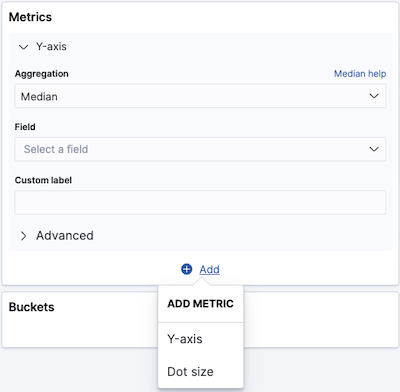 Metrics
Y-axis
Aggregation Median help
Median
Field
Select a field
Custom label
Advanced
Add
ADD METRIC
Y-axis
Dot size
Buckets